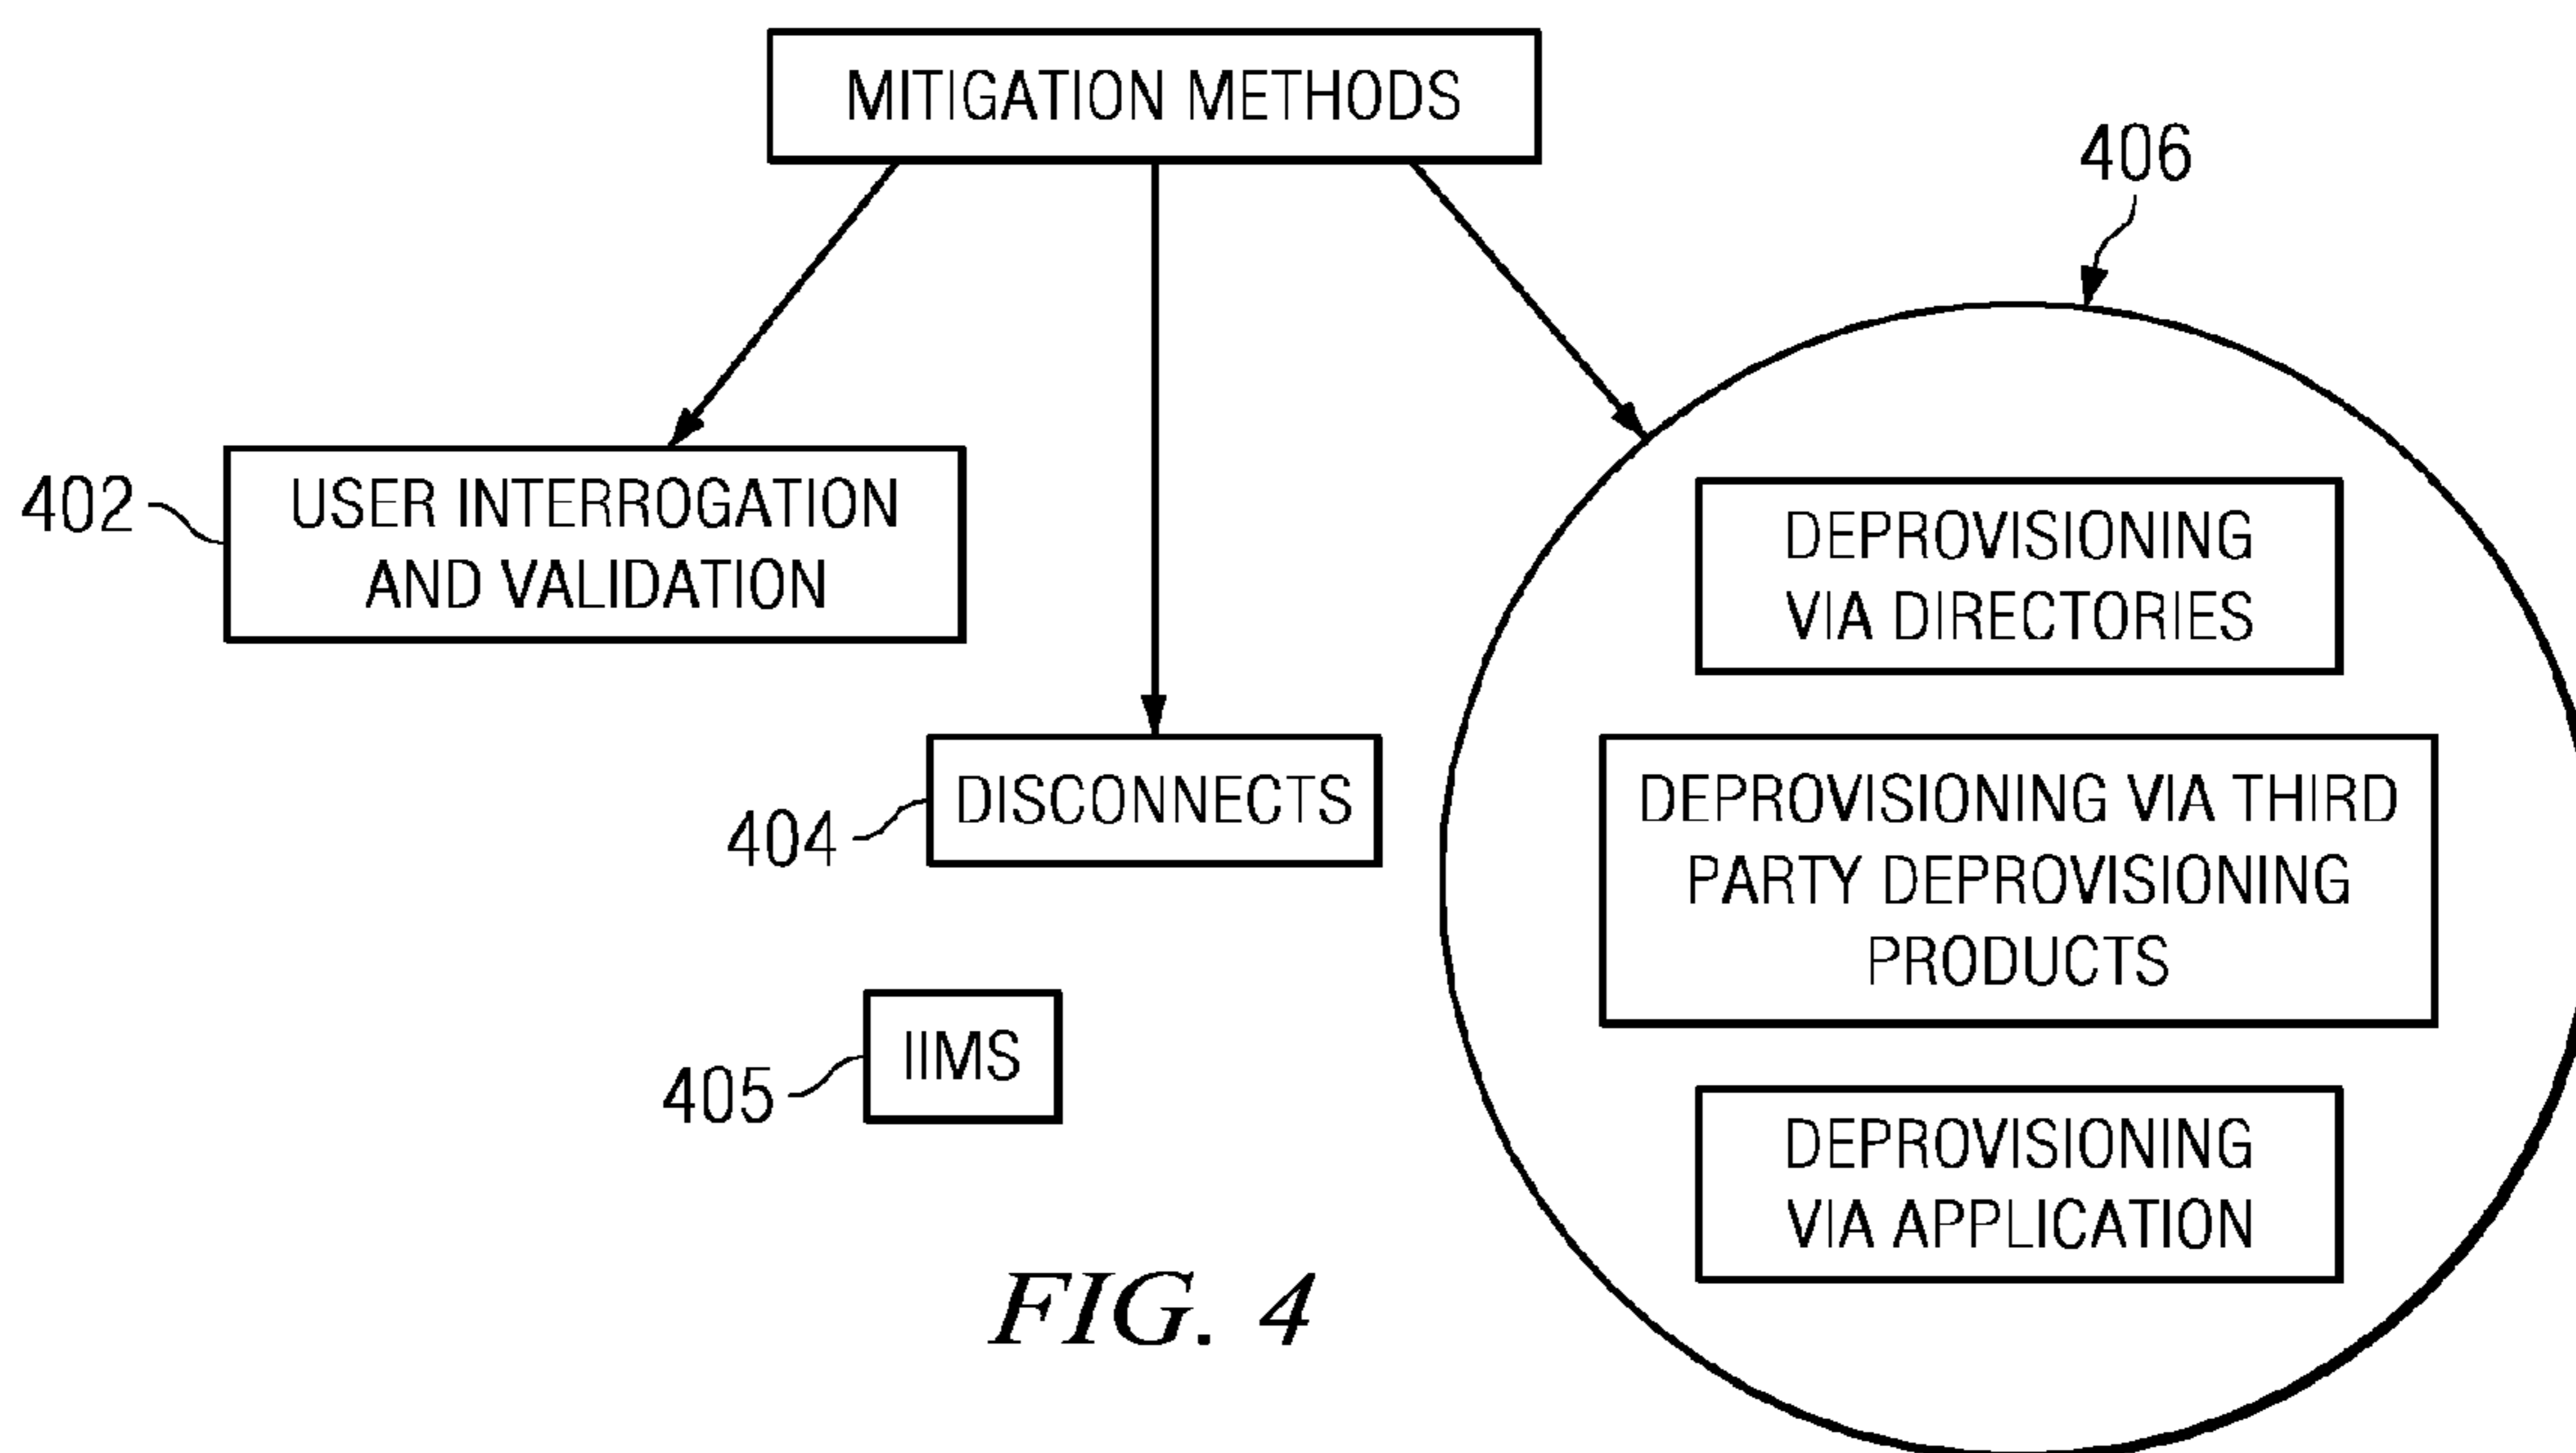 MITIGATION METHODS
406
402
USER INTERROGATION
AND VALIDATION
DEPROVISIONING
VIA DIRECTORIES
404
DISCONNECTS
DEPROVISIONING VIA THIRD
PARTY DEPROVISIONING
PRODUCTS
405
IIMS
DEPROVISIONING
VIA APPLICATION
FIG. 4